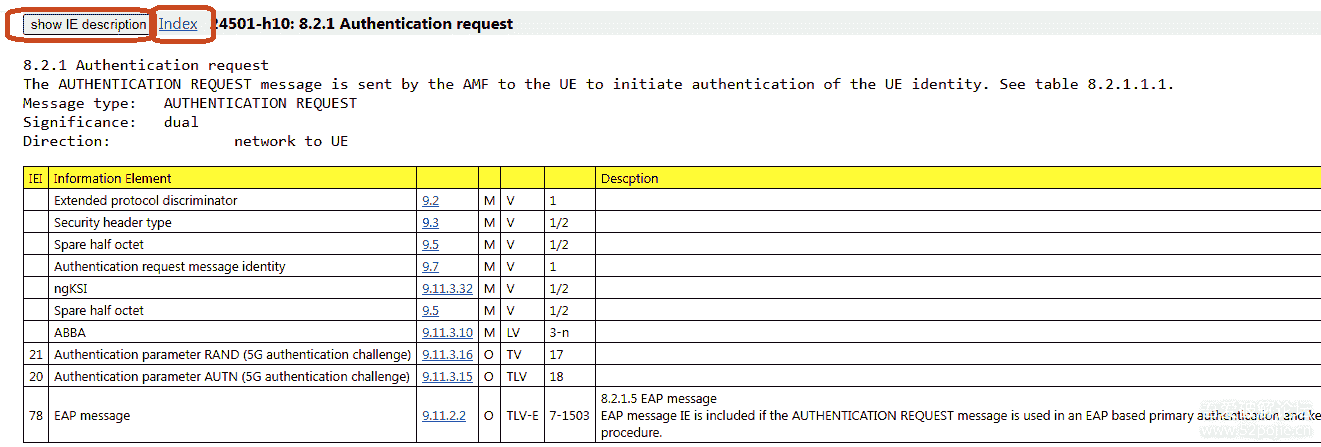 show IE description Index 24501-h10: 8.2.1 Authentication request
8.2.1 Authentication request
The AUTHENTICATION REQUEST message is sent by the AMF to the UE to initiate authentication of the UE identity. See table 8.2.1.1.1.
Message type: AUTHENTICATION REQUEST
Significance: dual
Direction: network to UE
IEI Information Element Descption
Extended protocol discriminator 9.2 M V 1
Security header type 9.3 M V 1/2
Spare half octet 9.5 M V 1/2
Authentication request message identity 9.7 M V 1
ngKSI 9.11.3.32 M V 1/2
Spare half octet 9.5 M V 1/2
ABBA 9.11.3.10 M LV 3-n
21 Authentication parameter RAND (5G authentication challenge) 9.11.3.16 O TV 17
20 Authentication parameter AUTN (5G authentication challenge) 9.11.3.15 O TLV 18
8.2.1.5 EAP message
78 EAP message 9.11.2.2 O TLV-E 7-1503 EAP message IE is included if the AUTHENTICATION REQUEST message is used in an EAP based primary authentication and ke
procedure.
www.52pojie.cn